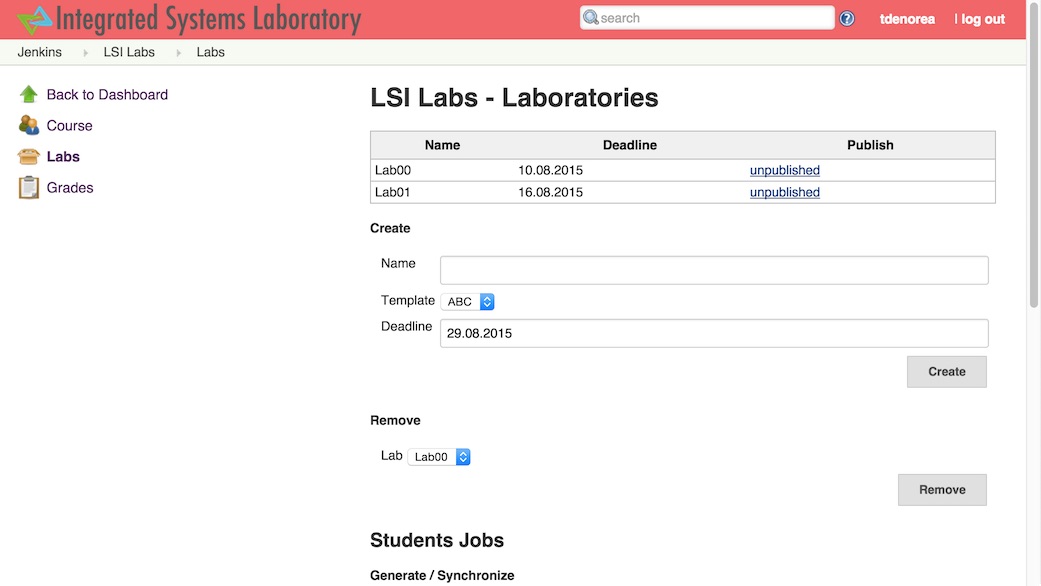 Integrated Systems Laboratory
search
?
tdenorea
| log out
Jenkins
LSI Labs
Labs
Back to Dashboard
Course
Labs
Grades
LSI Labs - Laboratories
Name Deadline Publish
Lab00 10.08.2015 unpublished
Lab01 16.08.2015 unpublished
Create
Name
Template ABC
Deadline 29.08.2015
Create
Remove
Lab Lab00
Remove
Students Jobs
Generate / Synchronize